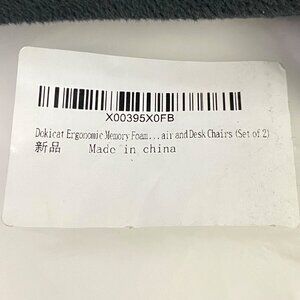 X00395X0FB
Dokicat Ergonomic Memory Foam...air and Desk Chairs (Set of 2)
新品 Made in china